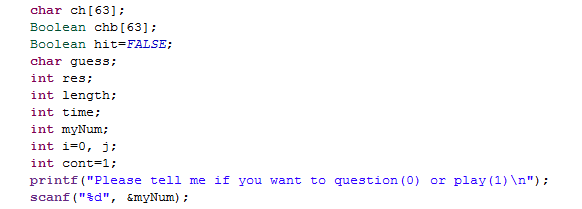 char ch[63];
Boolean chb[63];
Boolean hit=FALSE;
char guess;
int res;
int length;
int time;
int myNum;
int i=0, j;
int cont=1;
printf("Please tell me if you want to question(0) or play(1)\n");
scanf("%d", &myNum);